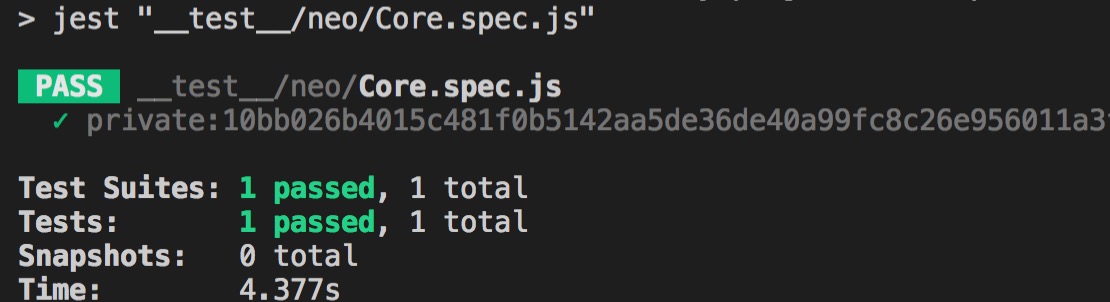 > jest "__test__/neo/Core.spec.js"
PASS __test__/neo/Core.spec.js
✓ private:10bb026b4015c481f0b5142aa5de36de40a99fc8c26e956011a3
Test Suites: 1 passed, 1 total
Tests: 1 passed, 1 total
Snapshots: 0 total
Time: 4.377s